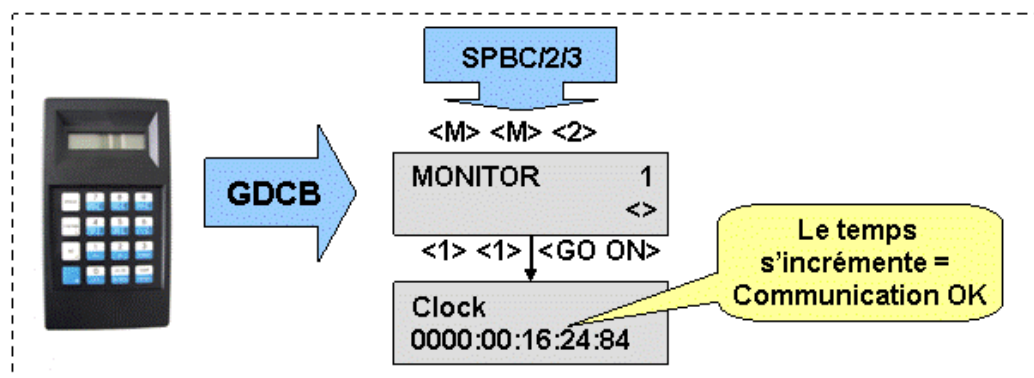 SPBC/2/3
<M> <M> <2>
GDCB
MONITOR 1
<>
<1> <1> <GO ON>
Clock
0000:00:16:24:84
Le temps
s'incrémente =
Communication OK